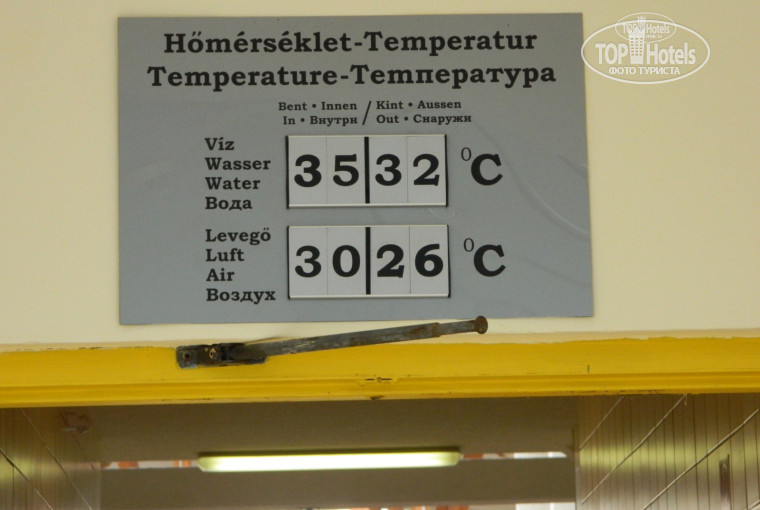 Hőmérséklet-Temperatur
Temperature-Температура
Bent • Innen / Kint • Aussen
In • Внутри / Out • Снаружи
Víz
Wasser
Water
Вода
35 32 °C
Levegő
Luft
Air
Воздух
30 26 °C
TOP Hotels
ФОТО ТУРИСТА